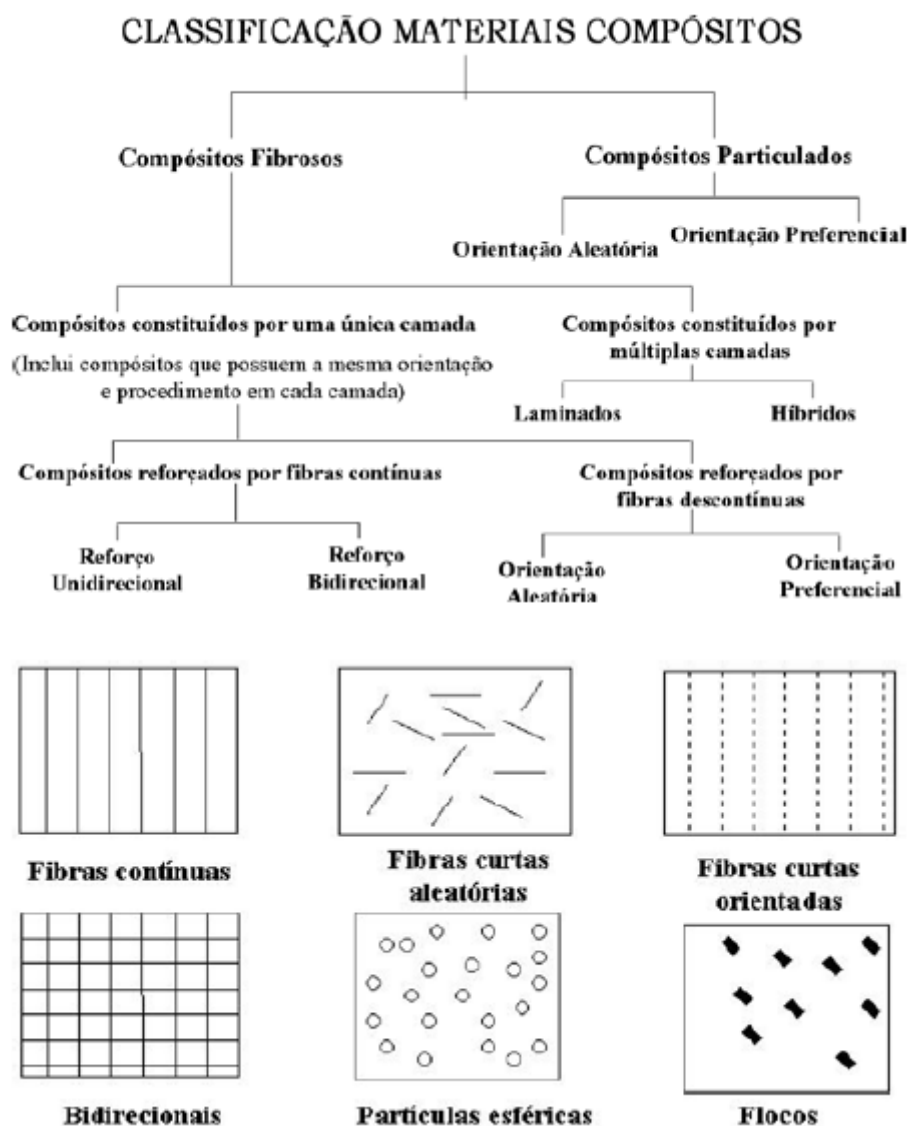 CLASSIFICAÇÃO MATERIAIS COMPÓSITOS
Compósitos Fibrosos
Compósitos Particulados
Orientação Aleatória
Orientação Preferencial
Compósitos constituídos por uma única camada
(Inclui compósitos que possuem a mesma orientação
e procedimento em cada camada)
Compósitos constituídos por
múltiplas camadas
Laminados
Híbridos
Compósitos reforçados por fibras contínuas
Compósitos reforçados por
fibras descontínuas
Reforço
Unidirecional
Reforço
Bidirecional
Orientação
Aleatória
Orientação
Preferencial
Fibras contínuas
Fibras curtas
aleatórias
Fibras curtas
orientadas
Bidirecionais
Partículas esféricas
Flocos